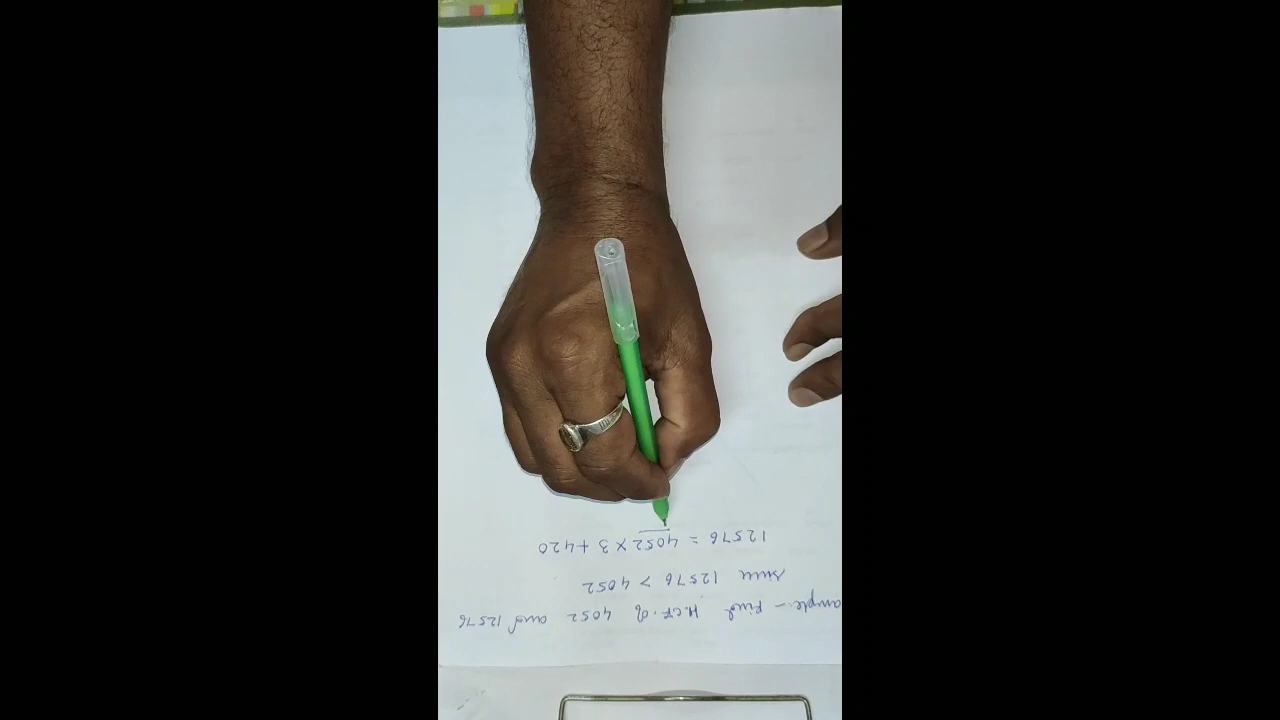 ample - Find H.C.F. of 4052 and 12576
since 12576 > 4052
12576 = 4052 × 3 + 420